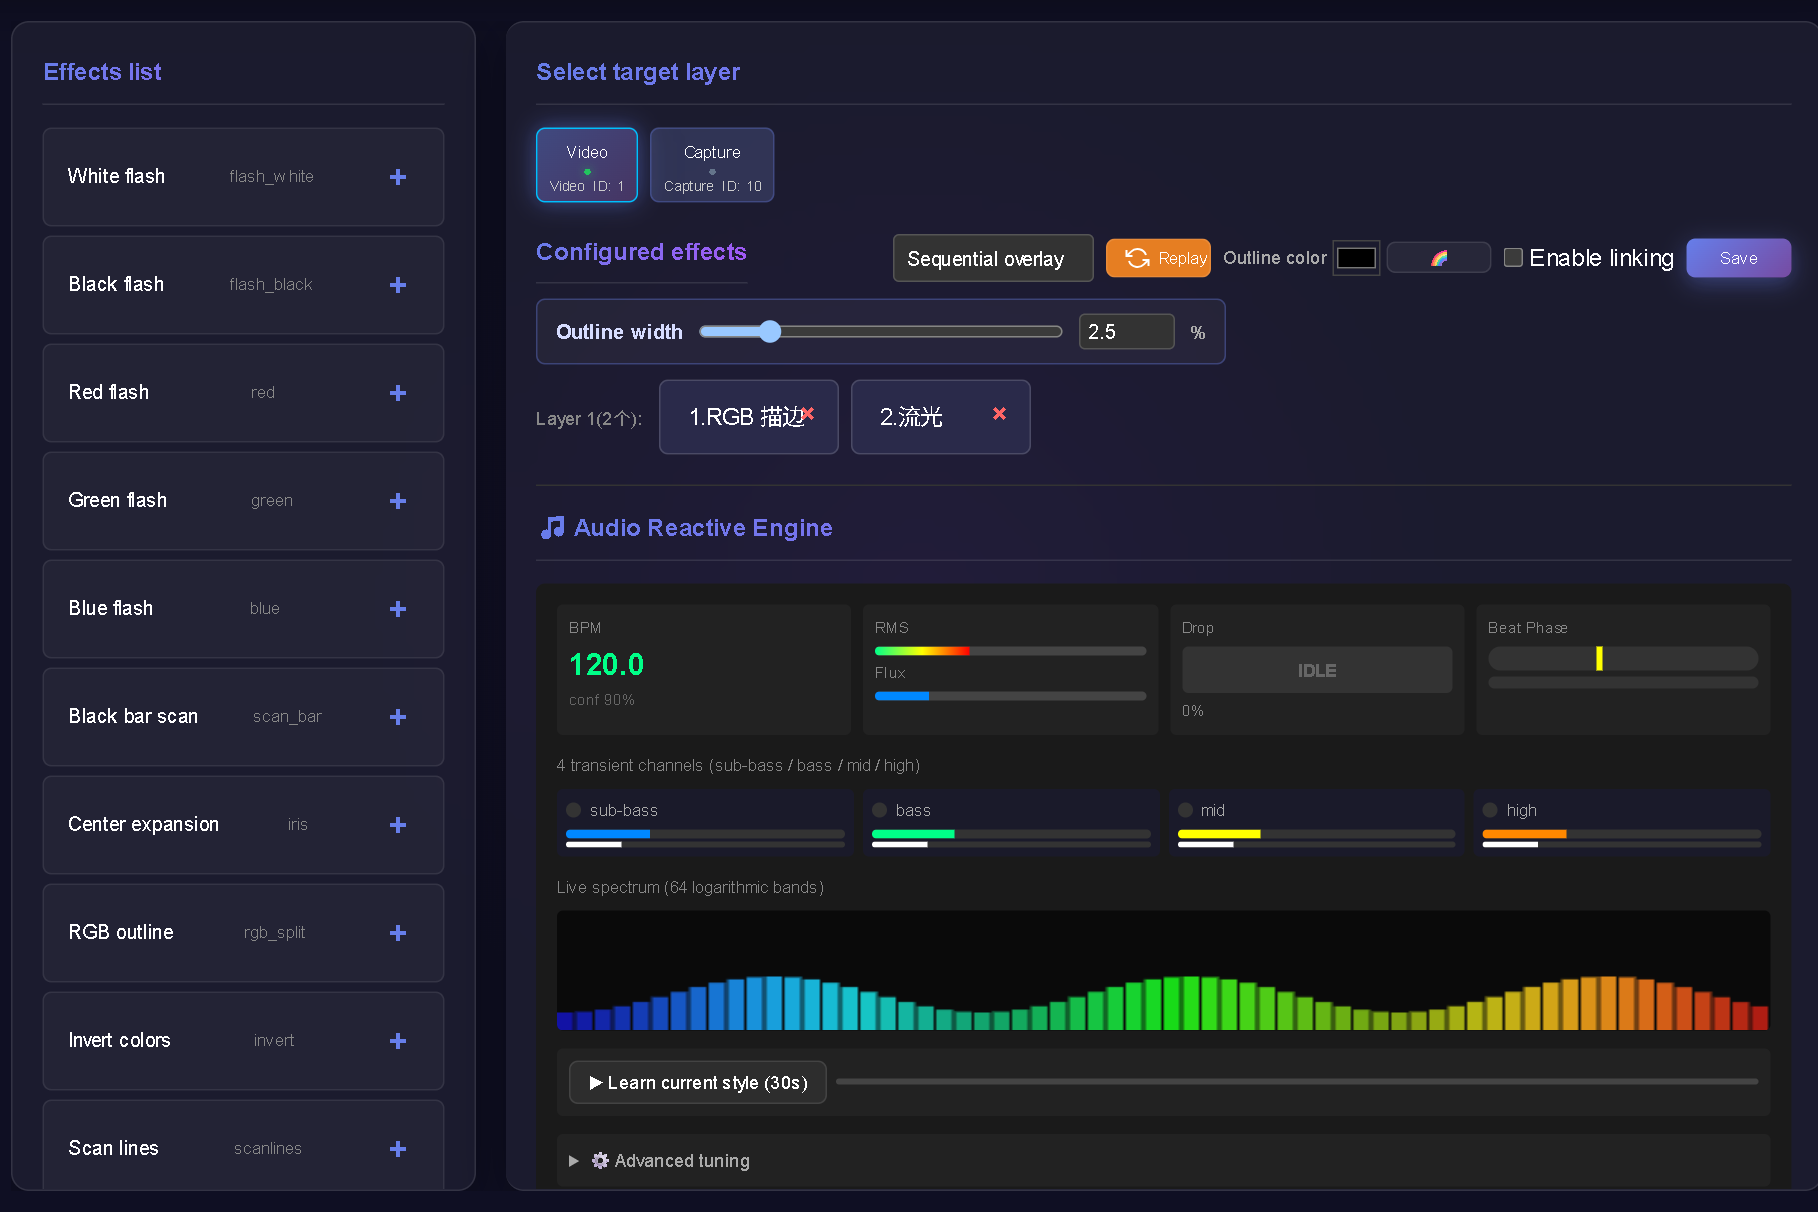 Effects list
White flash flash_white +
Black flash flash_black +
Red flash red +
Green flash green +
Blue flash blue +
Black bar scan scan_bar +
Center expansion iris +
RGB outline rgb_split +
Invert colors invert +
Scan lines scanlines +
Select target layer
Video
Video ID: 1
Capture
Capture ID: 10
Configured effects
Sequential overlay
Replay
Outline color
Enable linking
Save
Outline width 2.5 %
Layer 1(2个): 1.RGB 描边 2.流光
Audio Reactive Engine
BPM
120.0
conf 90%
RMS
Flux
Drop
IDLE
0%
Beat Phase
4 transient channels (sub-bass / bass / mid / high)
sub-bass bass mid high
Live spectrum (64 logarithmic bands)
▶ Learn current style (30s)
▶ Advanced tuning